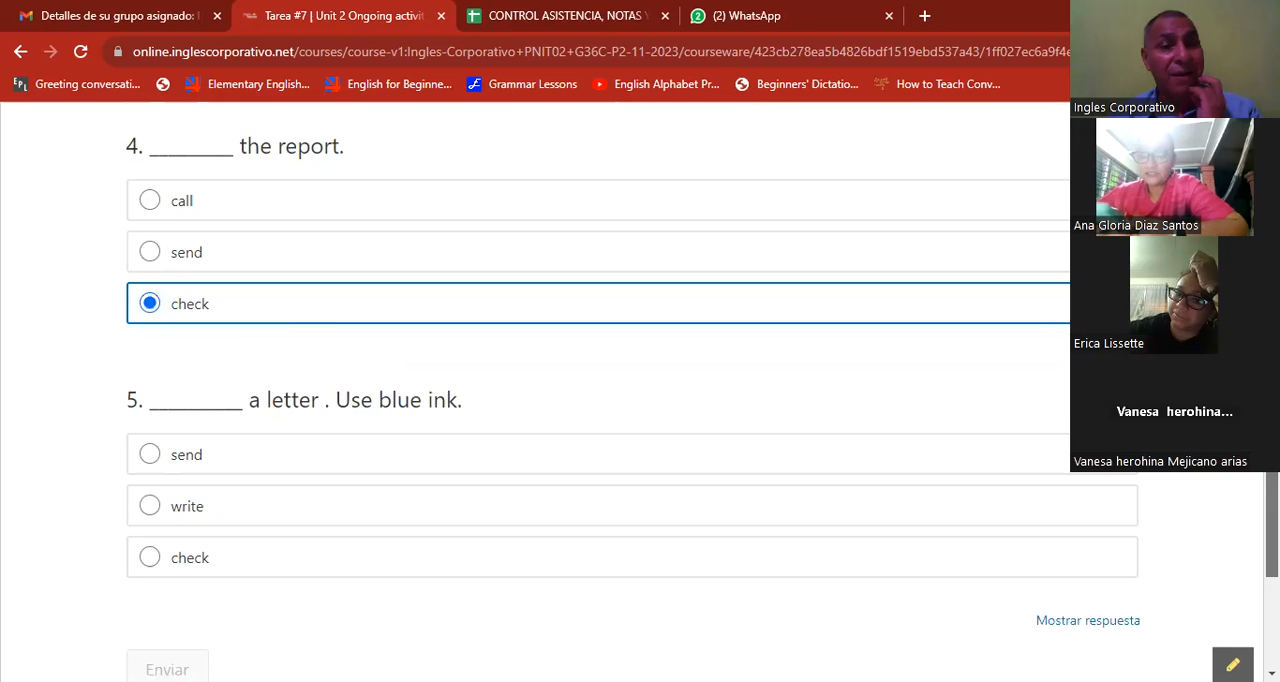 Detalles de su grupo asignado:
Tarea #7 | Unit 2 Ongoing activit
CONTROL ASISTENCIA, NOTAS Y
(2) WhatsApp
online.inglescorporativo.net/courses/course-v1:Ingles-Corporativo+PNIT02+G36C-P2-11-2023/courseware/423cb278ea5b4826bdf1519ebd537a43/1ff027ec6a9f4e
Greeting conversati...
Elementary English...
English for Beginne...
Grammar Lessons
English Alphabet Pr...
Beginners' Dictatio...
How to Teach Conv...
Ingles Corporativo
Ana Gloria Diaz Santos
Erica Lissette
Vanesa herohina...
Vanesa herohina Mejicano arias
4. ________ the report.
call
send
check
5. _________ a letter . Use blue ink.
send
write
check
Mostrar respuesta
Enviar